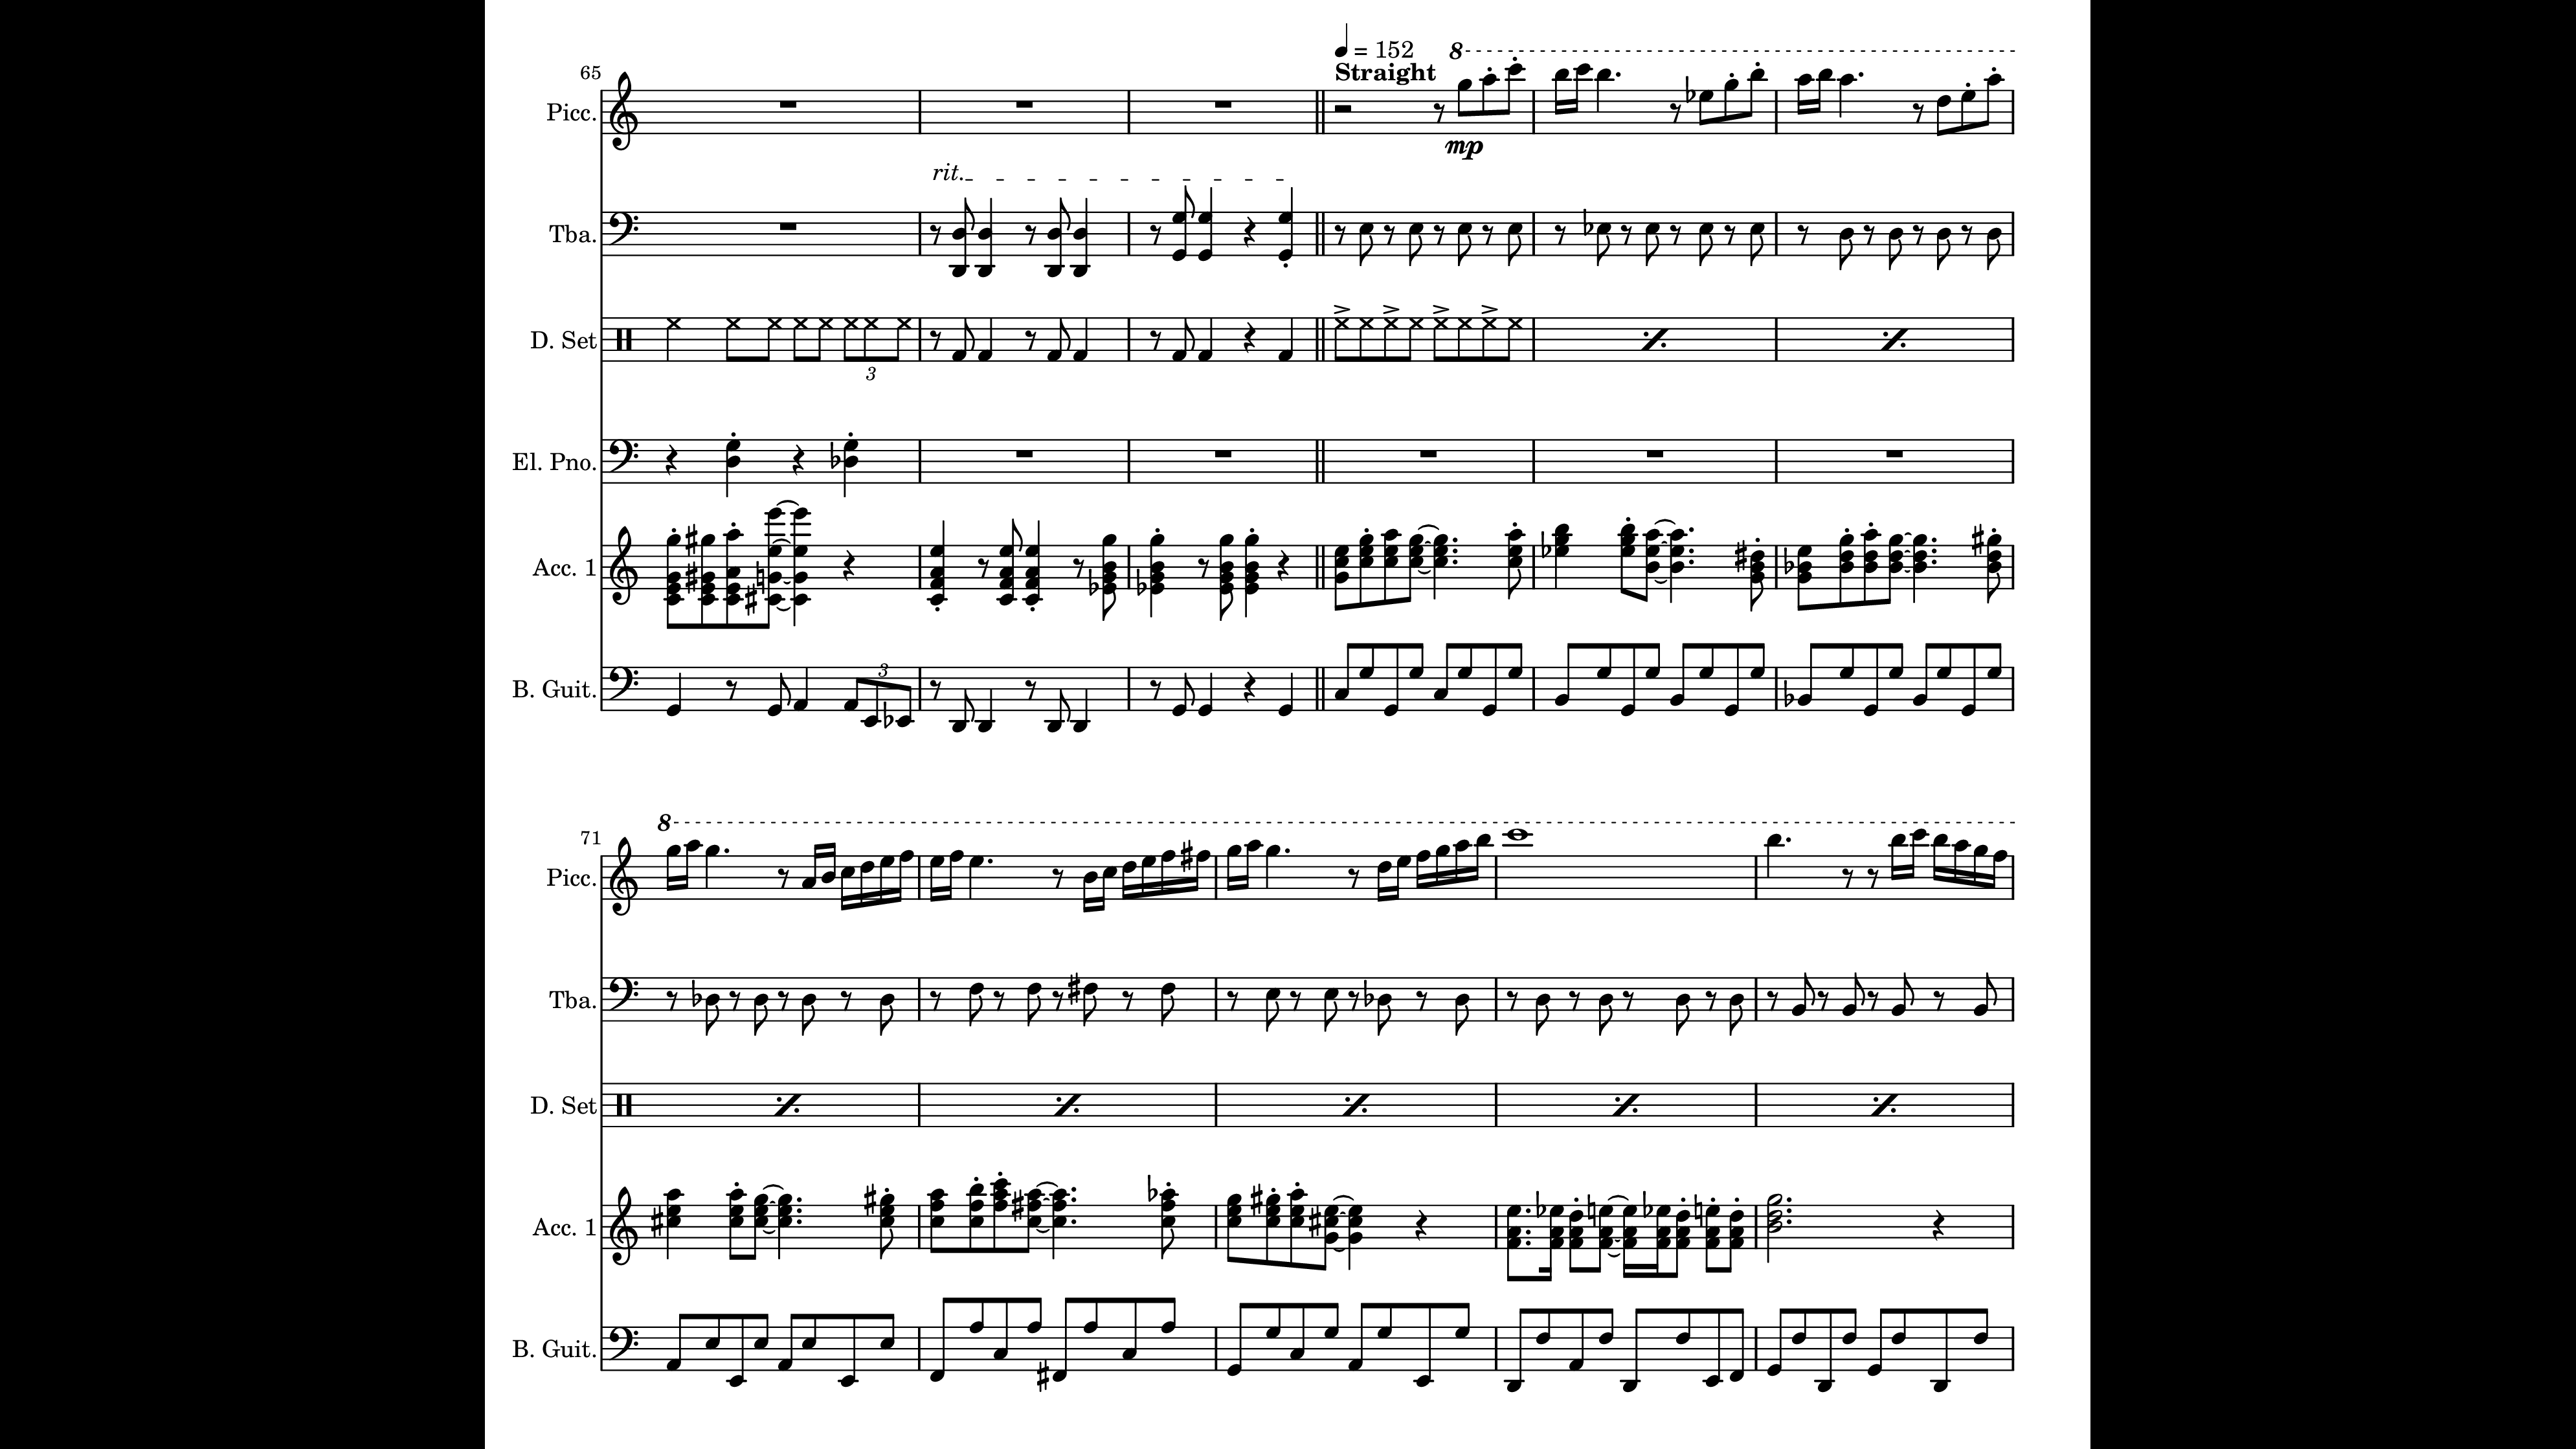 = 152
8
Straight
65
Picc.
mp
rit.
Tba.
D. Set
3
El. Pno.
Acc. 1
3
B. Guit.
8
71
Picc.
Tba.
D. Set
Acc. 1
B. Guit.